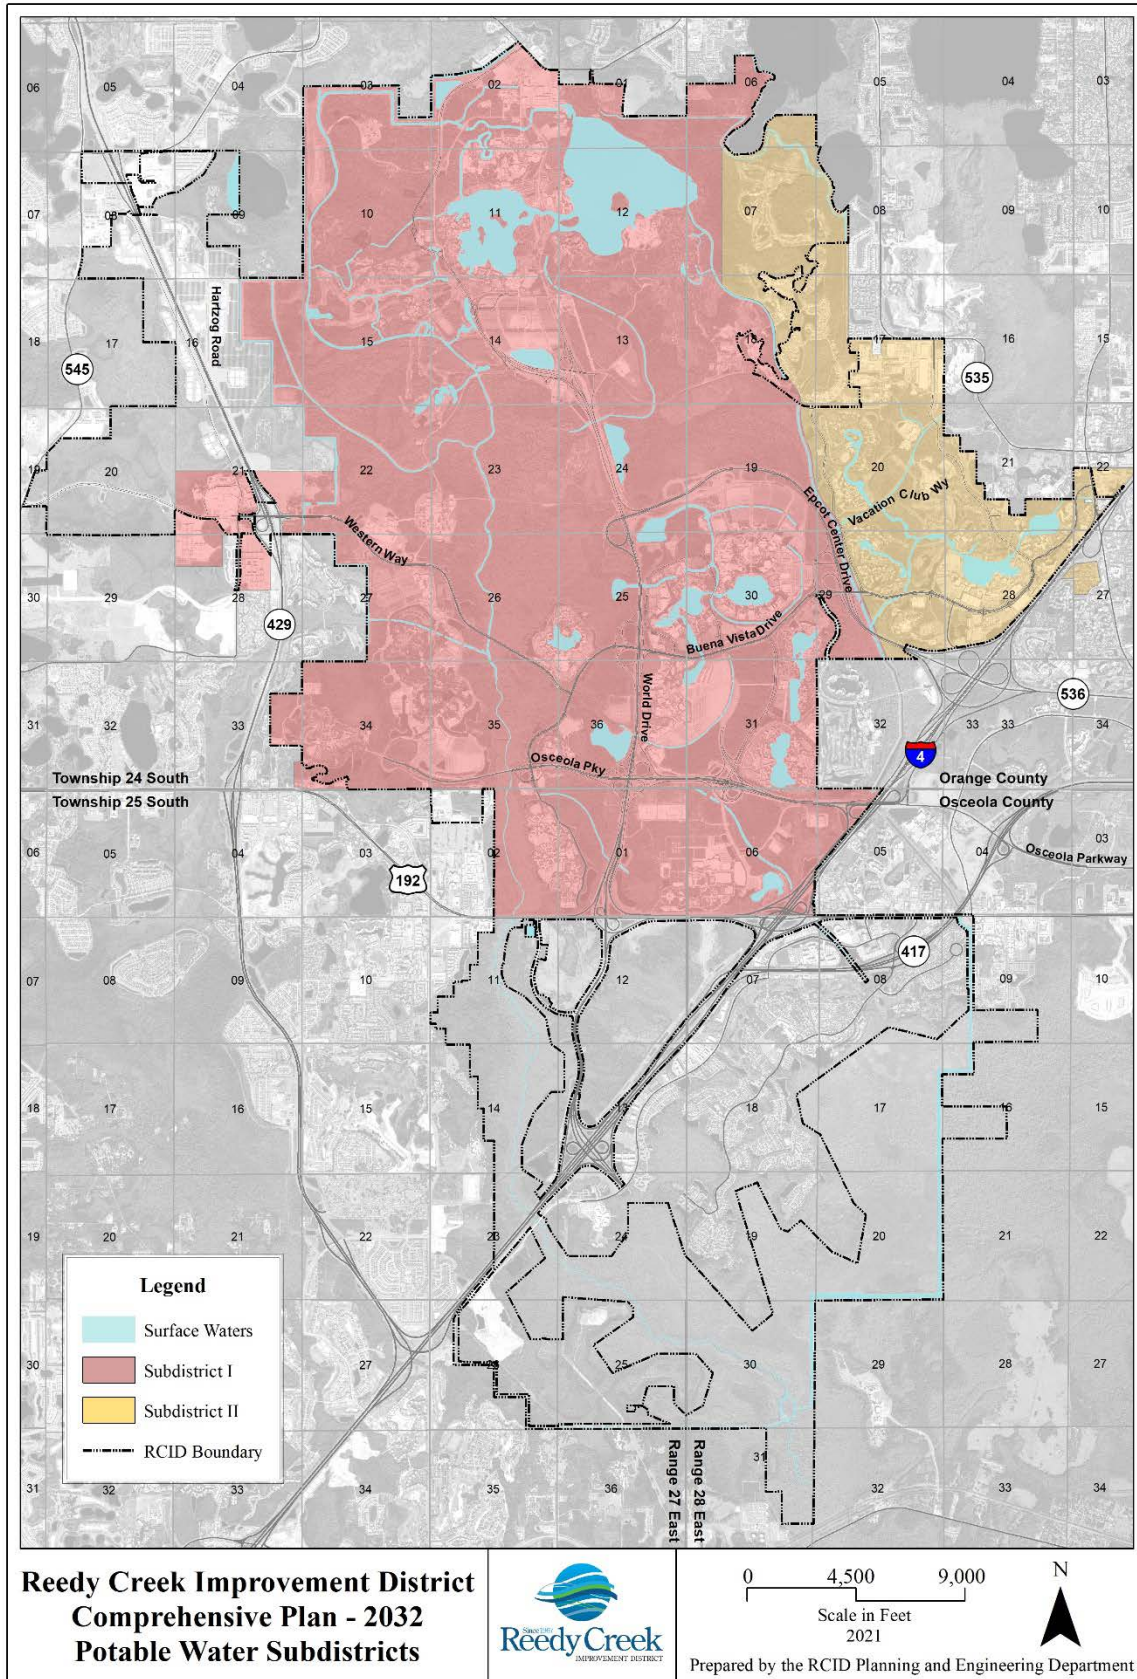 06 05 04 03 02 01 06 05 04 03
07 08 09 10 11 12 07 08 09 10
Hartzog Road
18 17 16 15 14 13 18 17 16 15
545
535
19 20 21 22 23 24 19 20 21 22
Vacation Club Wy
Epcot Center Drive
Western Way
30 28 27 26 25 30 29 28 27
429
Buena Vista Drive
World Drive
536
31 32 33 34 35 36 31 32 33 33 34
4
Osceola Pky
Township 24 South
Orange County
Township 25 South
Osceola County
06 05 04 03 02 01 06 05 04 03
Osceola Parkway
192
417
07 08 09 10 11 12 07 08 09 10
18 17 16 15 14 13 18 17 16 15
19 20 21 22 23 24 19 20 21 22
Legend
Surface Waters
Subdistrict I
Subdistrict II
RCID Boundary
30 27 26 25 30 29 28 27
Range 27 East
Range 28 East
31 32 33 34 35 36 31 32 33 34
Reedy Creek Improvement District
Comprehensive Plan - 2032
Potable Water Subdistricts
Since 1967
Reedy Creek
IMPROVEMENT DISTRICT
0 4,500 9,000
Scale in Feet
2021
N
Prepared by the RCID Planning and Engineering Department